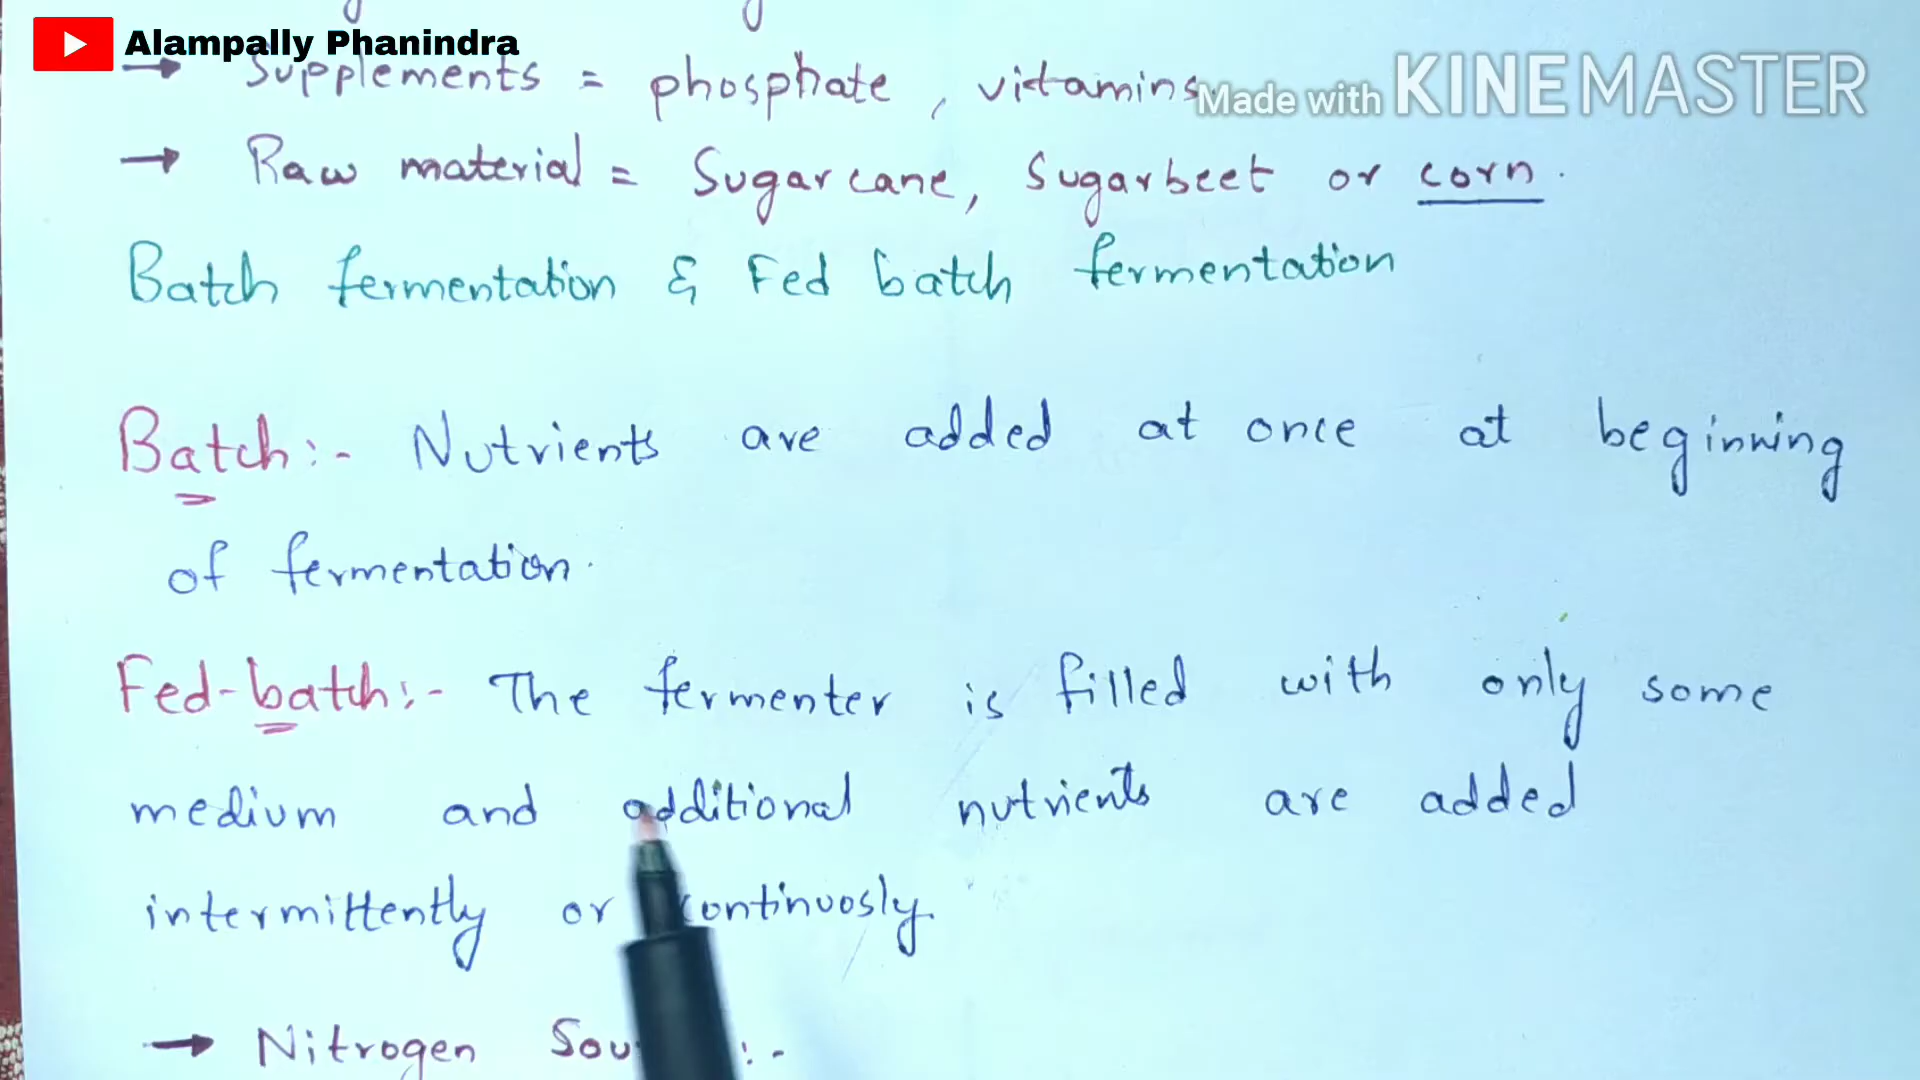 Alampally Phanindra
→ Supplements = phosphate, vitamins.
Made with KINEMASTER
→ Raw material = Sugarcane, Sugarbeet or corn.
Batch fermentation & Fed batch fermentation
Batch:- Nutrients are added at once at beginning
of fermentation.
Fed-batch:- The fermenter is filled with only some
medium and additional nutrients are added
intermittently or continuosly.
→ Nitrogen :-